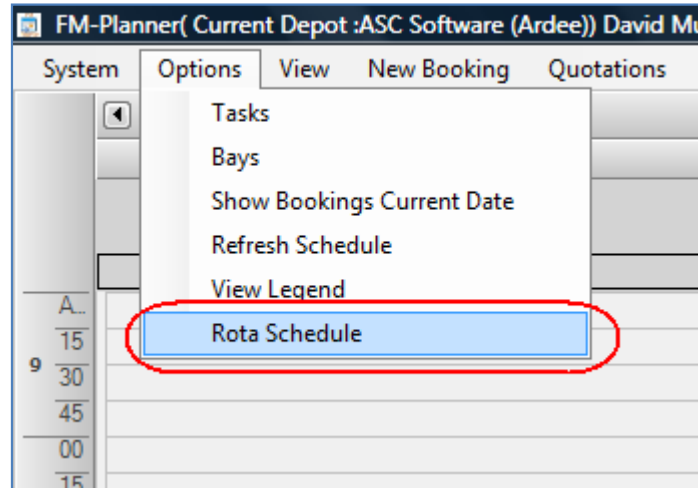 FM-Planner( Current Depot :ASC Software (Ardee)) David
System Options View New Booking Quotations
Tasks
Bays
Show Bookings Current Date
Refresh Schedule
View Legend
Rota Schedule
A...
15
9
30
45
00
15